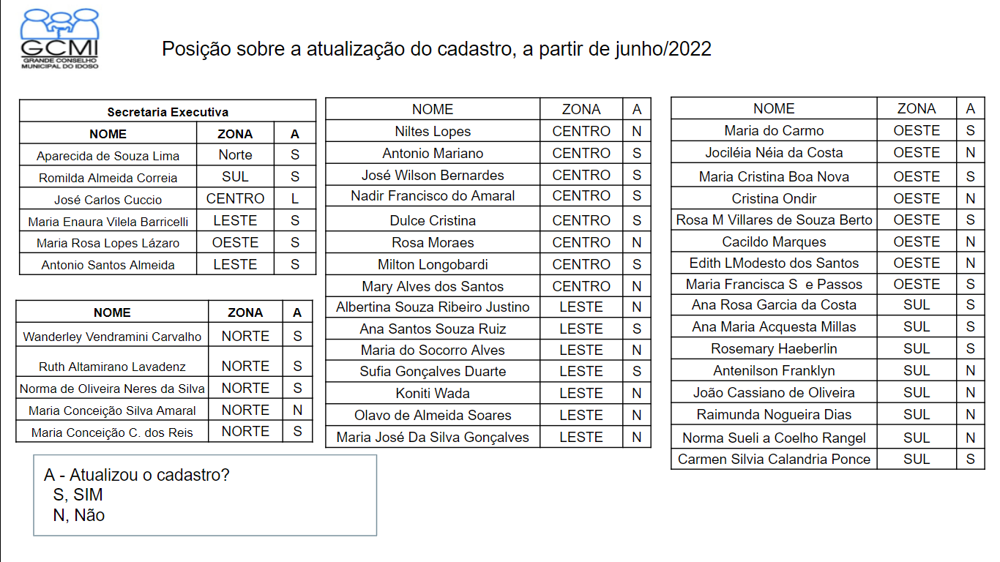 GCMI
GRANDE CONSELHO
MUNICIPAL DO IDOSO
Posição sobre a atualização do cadastro, a partir de junho/2022
Secretaria Executiva
NOME ZONA A
Aparecida de Souza Lima Norte S
Romilda Almeida Correia SUL S
José Carlos Cuccio CENTRO L
Maria Enaura Vilela Barricelli LESTE S
Maria Rosa Lopes Lázaro OESTE S
Antonio Santos Almeida LESTE S
NOME ZONA A
Wanderley Vendramini Carvalho NORTE S
Ruth Altamirano Lavadenz NORTE S
Norma de Oliveira Neres da Silva NORTE S
Maria Conceição Silva Amaral NORTE N
Maria Conceição C. dos Reis NORTE S
A - Atualizou o cadastro?
S, SIM
N, Não
NOME ZONA A
Niltes Lopes CENTRO N
Antonio Mariano CENTRO S
José Wilson Bernardes CENTRO S
Nadir Francisco do Amaral CENTRO S
Dulce Cristina CENTRO S
Rosa Moraes CENTRO N
Milton Longobardi CENTRO S
Mary Alves dos Santos CENTRO N
Albertina Souza Ribeiro Justino LESTE N
Ana Santos Souza Ruiz LESTE S
Maria do Socorro Alves LESTE N
Sufia Gonçalves Duarte LESTE S
Koniti Wada LESTE N
Olavo de Almeida Soares LESTE N
Maria José Da Silva Gonçalves LESTE N
NOME ZONA A
Maria do Carmo OESTE S
Jociléia Néia da Costa OESTE N
Maria Cristina Boa Nova OESTE S
Cristina Ondir OESTE N
Rosa M Villares de Souza Berto OESTE S
Cacildo Marques OESTE N
Edith LModesto dos Santos OESTE N
Maria Francisca S e Passos OESTE S
Ana Rosa Garcia da Costa SUL S
Ana Maria Acquesta Millas SUL S
Rosemary Haeberlin SUL S
Antenilson Franklyn SUL N
João Cassiano de Oliveira SUL N
Raimunda Nogueira Dias SUL N
Norma Sueli a Coelho Rangel SUL N
Carmen Silvia Calandria Ponce SUL S